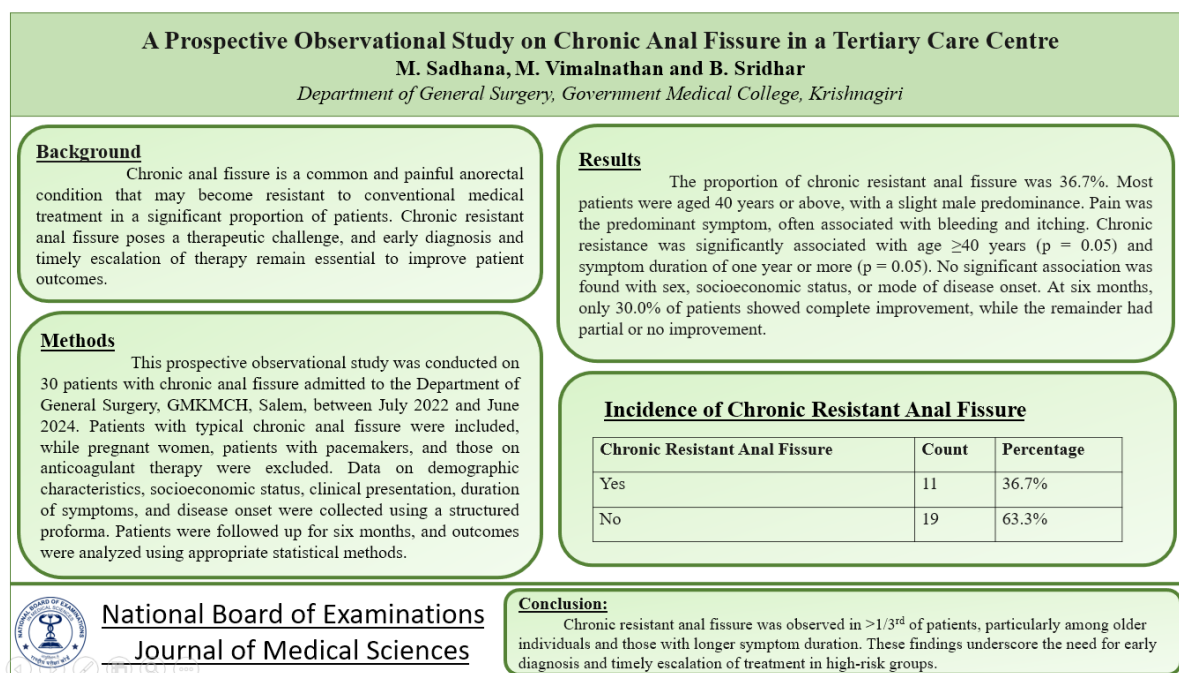 A Prospective Observational Study on Chronic Anal Fissure in a Tertiary Care Centre
M. Sadhana, M. Vimalnathan and B. Sridhar
Department of General Surgery, Government Medical College, Krishnagiri
Background
Chronic anal fissure is a common and painful anorectal
condition that may become resistant to conventional medical
treatment in a significant proportion of patients. Chronic resistant
anal fissure poses a therapeutic challenge, and early diagnosis and
timely escalation of therapy remain essential to improve patient
outcomes.
Methods
This prospective observational study was conducted on
30 patients with chronic anal fissure admitted to the Department of
General Surgery, GMKMCH, Salem, between July 2022 and June
2024. Patients with typical chronic anal fissure were included,
while pregnant women, patients with pacemakers, and those on
anticoagulant therapy were excluded. Data on demographic
characteristics, socioeconomic status, clinical presentation, duration
of symptoms, and disease onset were collected using a structured
proforma. Patients were followed up for six months, and outcomes
were analyzed using appropriate statistical methods.
Results
The proportion of chronic resistant anal fissure was 36.7%. Most
patients were aged 40 years or above, with a slight male predominance. Pain was
the predominant symptom, often associated with bleeding and itching. Chronic
resistance was significantly associated with age ≥40 years (p = 0.05) and
symptom duration of one year or more (p = 0.05). No significant association was
found with sex, socioeconomic status, or mode of disease onset. At six months,
only 30.0% of patients showed complete improvement, while the remainder had
partial or no improvement.
Incidence of Chronic Resistant Anal Fissure
Chronic Resistant Anal Fissure Count Percentage
Yes 11 36.7%
No 19 63.3%
National Board of Examinations
Journal of Medical Sciences
Conclusion:
Chronic resistant anal fissure was observed in >1/3rd of patients, particularly among older
individuals and those with longer symptom duration. These findings underscore the need for early
diagnosis and timely escalation of treatment in high-risk groups.